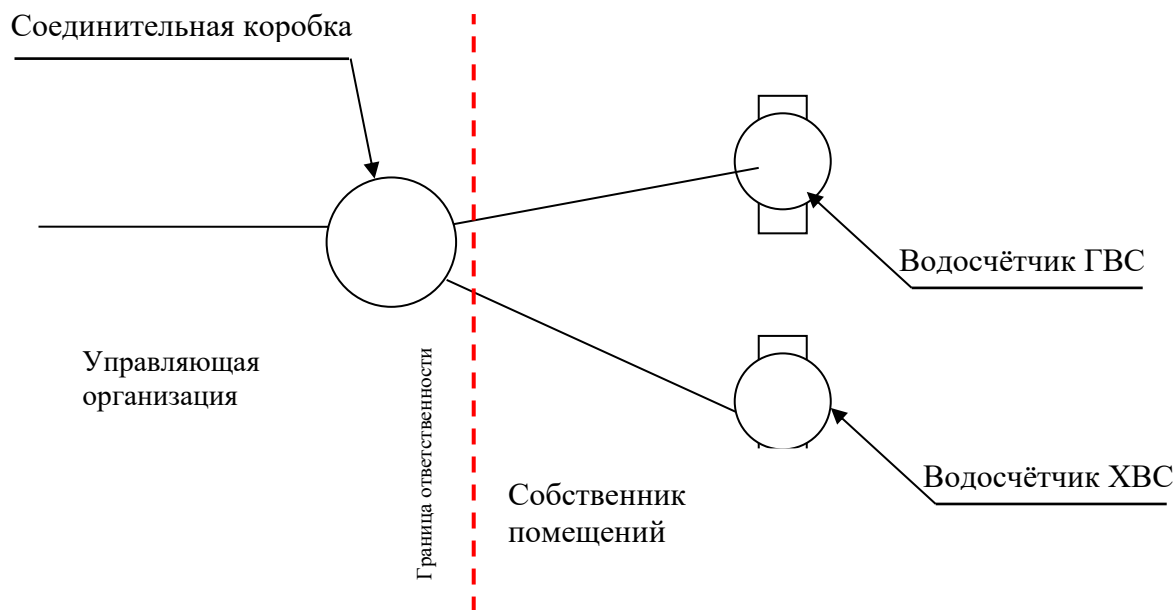 Соединительная коробка
Водосчётчик ГВС
Управляющая
организация
Граница ответственности
Водосчётчик ХВС
Собственник
помещений